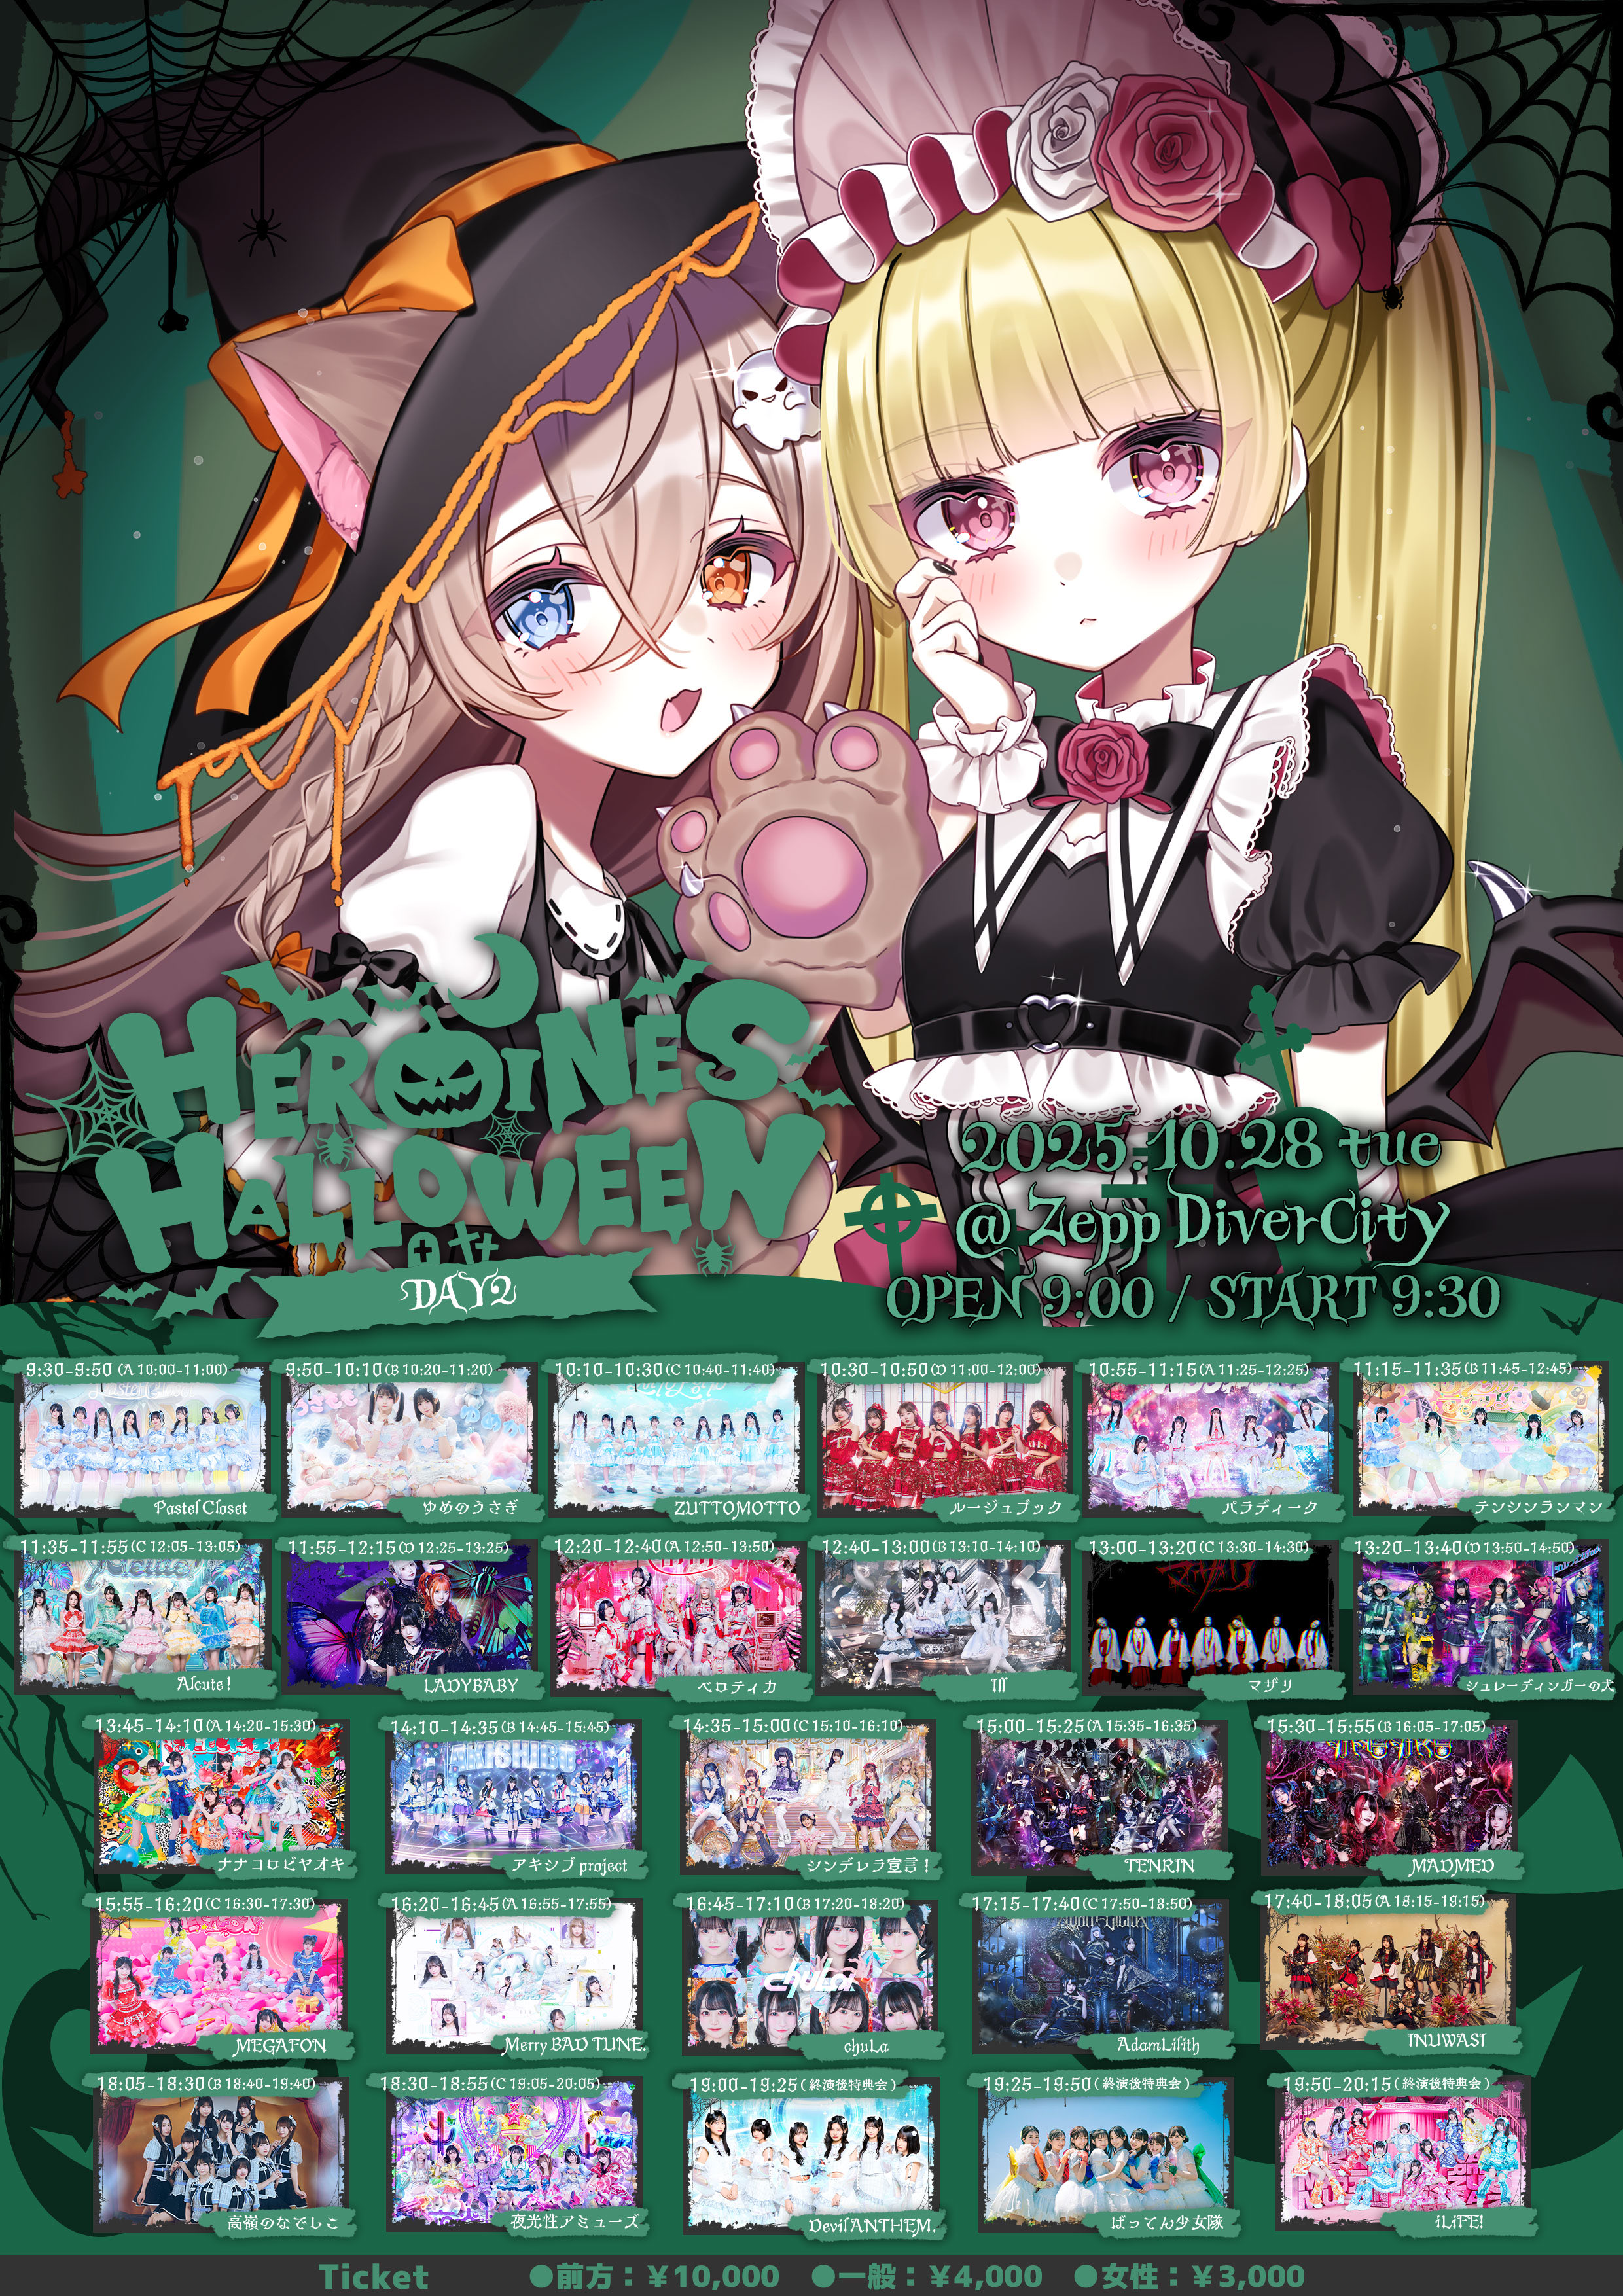 HEROINES
HALLOWEEN
DAY2
2025.10.28 tue
@ Zepp DiverCity
OPEN 9:00 / START 9:30
9:30-9:50 (A 10:00-11:00)
Pastel Closet
9:50-10:10 (B 10:20-11:20)
ゆめのうさぎ
10:10-10:30 (C 10:40-11:40)
ZUTTOMOTTO
10:30-10:50 (D 11:00-12:00)
ルージュブック
10:55-11:15 (A 11:25-12:25)
パラディーク
11:15-11:35 (B 11:45-12:45)
テンシンランマン
11:35-11:55 (C 12:05-13:05)
Alcute!
11:55-12:15 (D 12:25-13:25)
LADYBABY
12:20-12:40 (A 12:50-13:50)
ベロティカ
12:40-13:00 (B 13:10-14:10)
Ill
13:00-13:20 (C 13:30-14:30)
マザリ
マザリ
13:20-13:40 (D 13:50-14:50)
シュレーディンガーの犬
13:45-14:10 (A 14:20-15:30)
ナナコロビヤオキ
14:10-14:35 (B 14:45-15:45)
アキシブproject
14:35-15:00 (C 15:10-16:10)
シンデレラ宣言!
15:00-15:25 (A 15:35-16:35)
TENRIN
15:30-15:55 (B 16:05-17:05)
MADMED
15:55-16:20 (C 16:30-17:30)
MEGAFON
16:20-16:45 (A 16:55-17:55)
Merry BAD TUNE.
16:45-17:10 (B 17:20-18:20)
chuLa
chuLa
17:15-17:40 (C 17:50-18:50)
AdamLilith
17:40-18:05 (A 18:15-19:15)
INUWASI
18:05-18:30 (B 18:40-19:40)
高嶺のなでしこ
18:30-18:55 (C 19:05-20:05)
夜光性アミューズ
19:00-19:25 (終演後特典会)
DevilANTHEM.
19:25-19:50 (終演後特典会)
ばってん少女隊
19:50-20:15 (終演後特典会)
iLiFE!
Ticket ●前方:¥10,000 ●一般:¥4,000 ●女性:¥3,000